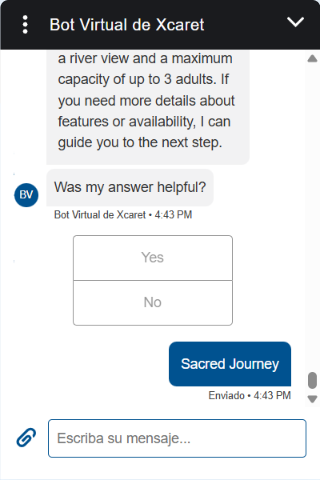 Bot Virtual de Xcaret
a river view and a maximum
capacity of up to 3 adults. If
you need more details about
features or availability, I can
guide you to the next step.
Was my answer helpful?
BV
Bot Virtual de Xcaret • 4:43 PM
Yes
No
Sacred Journey
Enviado • 4:43 PM
Escriba su mensaje...